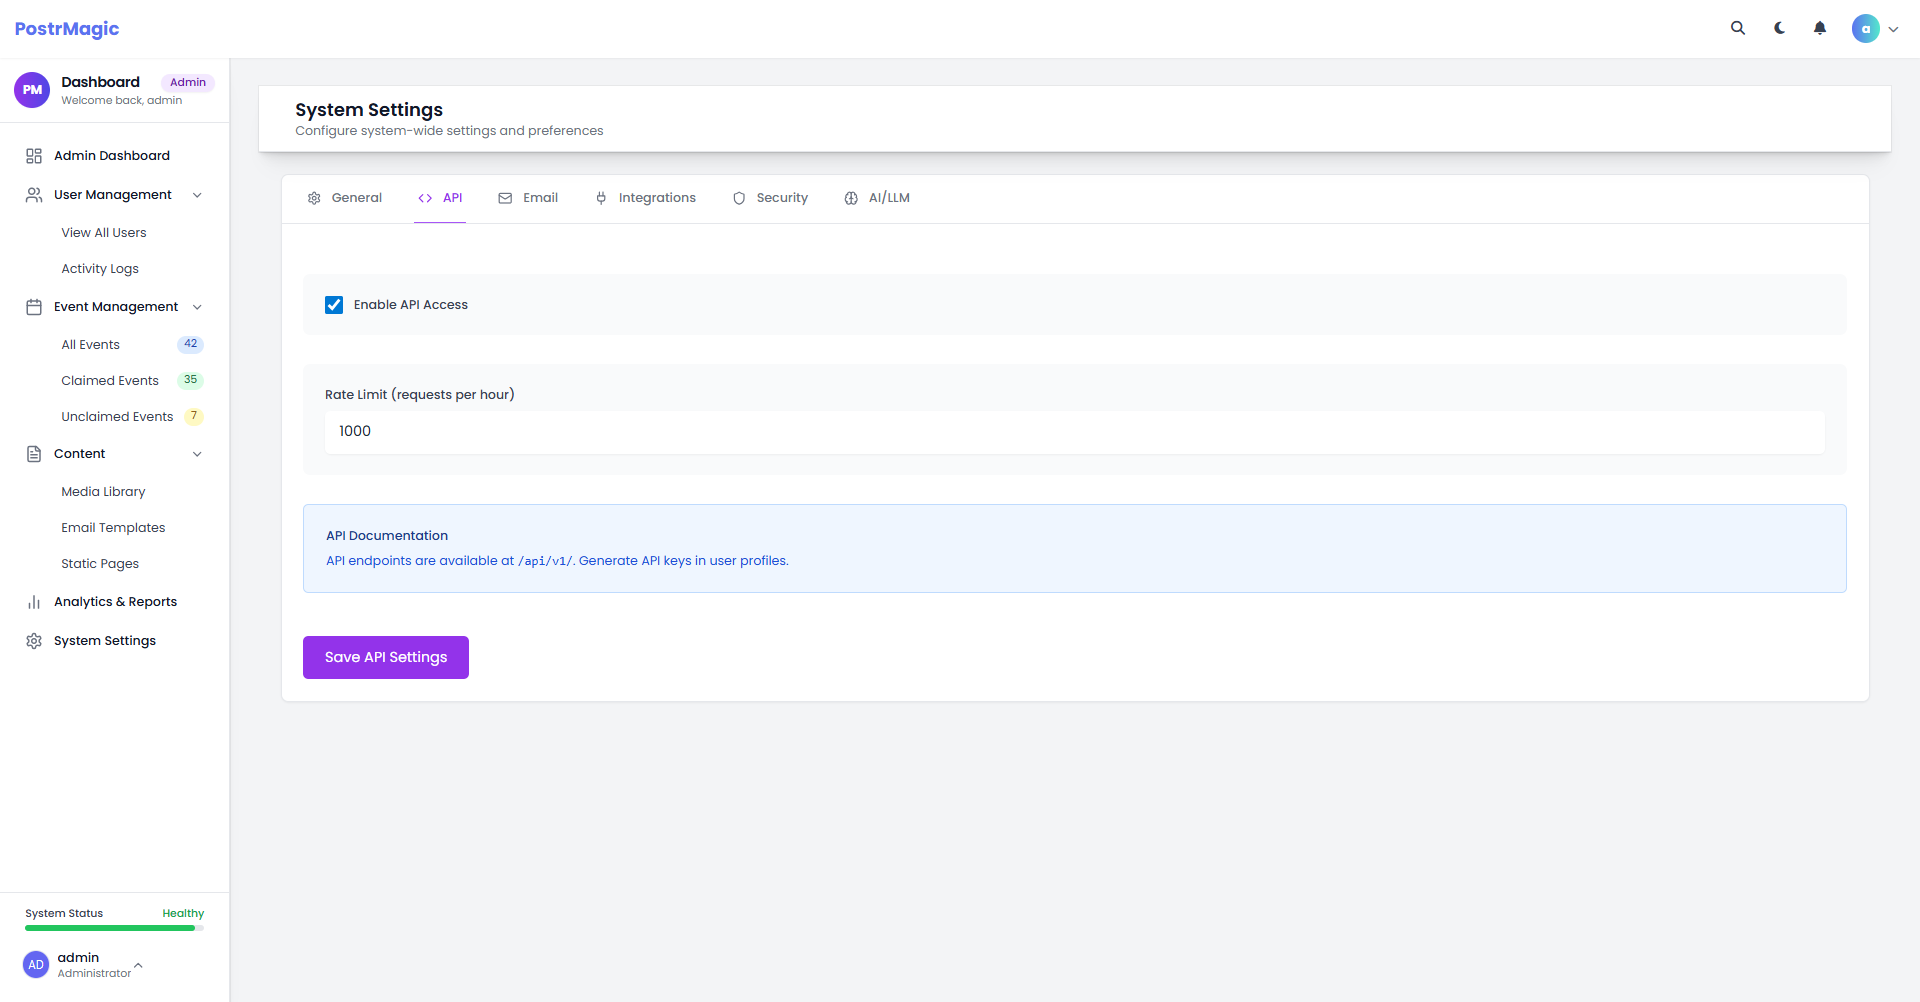 PostrMagic
a
PM
Dashboard
Admin
Welcome back, admin
Admin Dashboard
User Management
View All Users
Activity Logs
Event Management
All Events 42
Claimed Events 35
Unclaimed Events 7
Content
Media Library
Email Templates
Static Pages
Analytics & Reports
System Settings
System Status Healthy
AD
admin
Administrator
System Settings
Configure system-wide settings and preferences
General API Email Integrations Security AI/LLM
Enable API Access
Rate Limit (requests per hour)
1000
API Documentation
API endpoints are available at /api/v1/. Generate API keys in user profiles.
Save API Settings